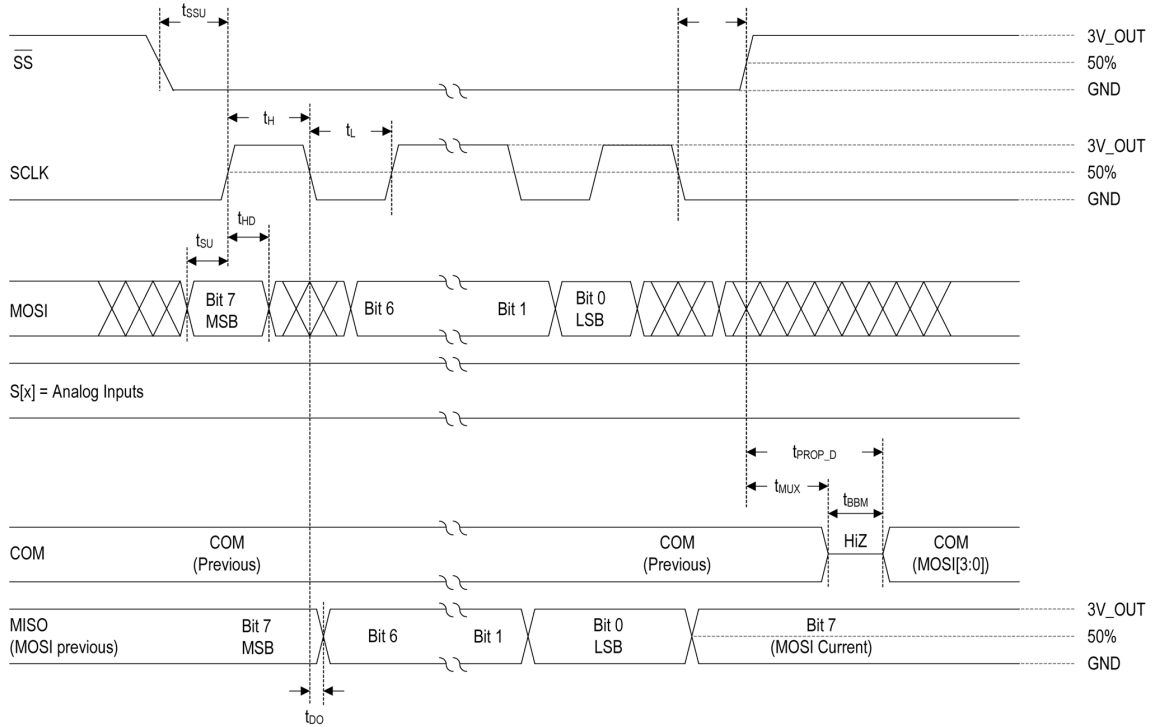 tSSU
SS
3V_OUT
50%
GND
tH
tL
SCLK
3V_OUT
50%
GND
tHD
tSU
MOSI
Bit 7
MSB
Bit 6
Bit 1
Bit 0
LSB
S[x] = Analog Inputs
tPROP_D
tMUX
tBBM
COM
COM
(Previous)
COM
(Previous)
HiZ
COM
(MOSI[3:0])
MISO
(MOSI previous)
Bit 7
MSB
Bit 6
Bit 1
Bit 0
LSB
Bit 7
(MOSI Current)
3V_OUT
50%
GND
tDO